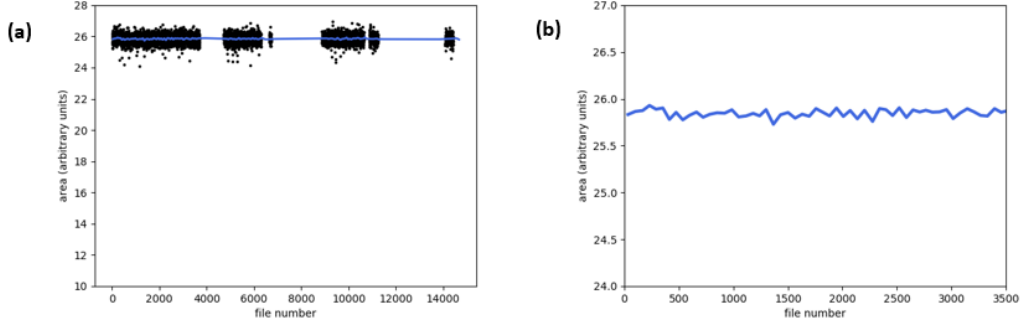 (a)
area (arbitrary units)
28
26
24
22
20
18
16
14
12
10
0 2000 4000 6000 8000 10000 12000 14000
file number
(b)
area (arbitrary units)
27.0
26.5
26.0
25.5
25.0
24.5
24.0
0 500 1000 1500 2000 2500 3000 3500
file number